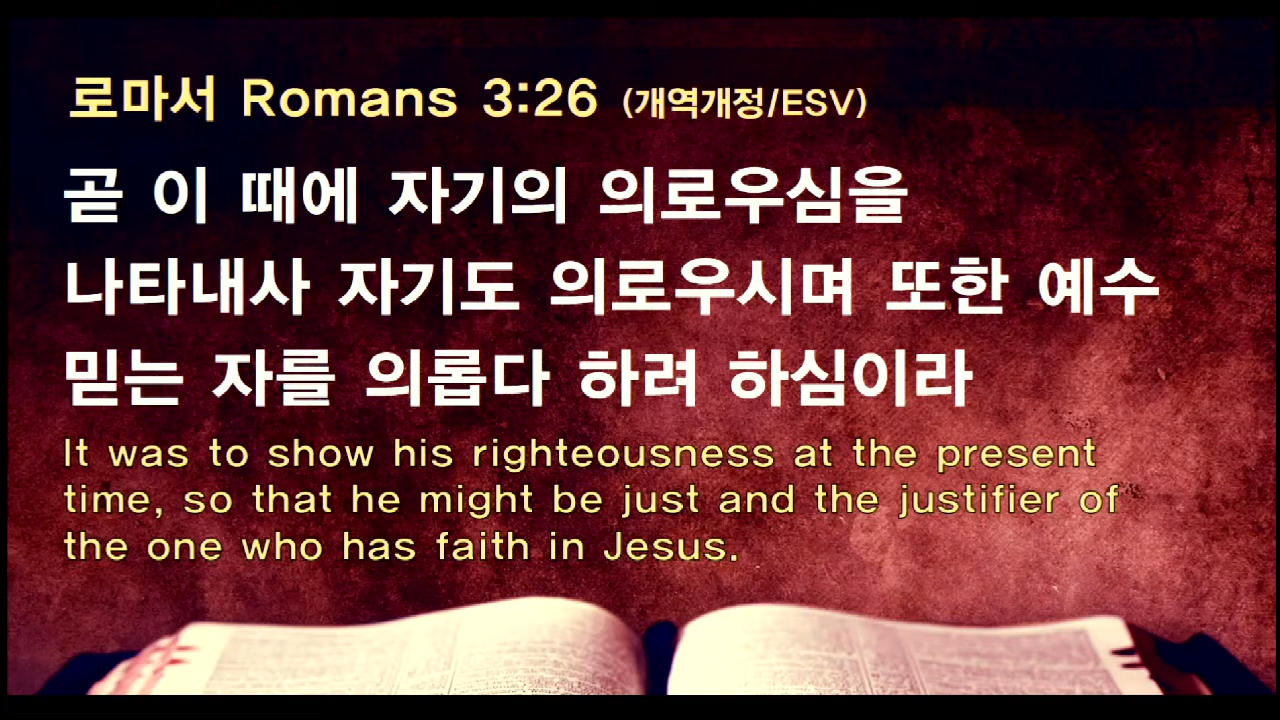 로마서 Romans 3:26 (개역개정/ESV)
곧 이 때에 자기의 의로우심을
나타내사 자기도 의로우시며 또한 예수
믿는 자를 의롭다 하려 하심이라
It was to show his righteousness at the present
time, so that he might be just and the justifier of
the one who has faith in Jesus.